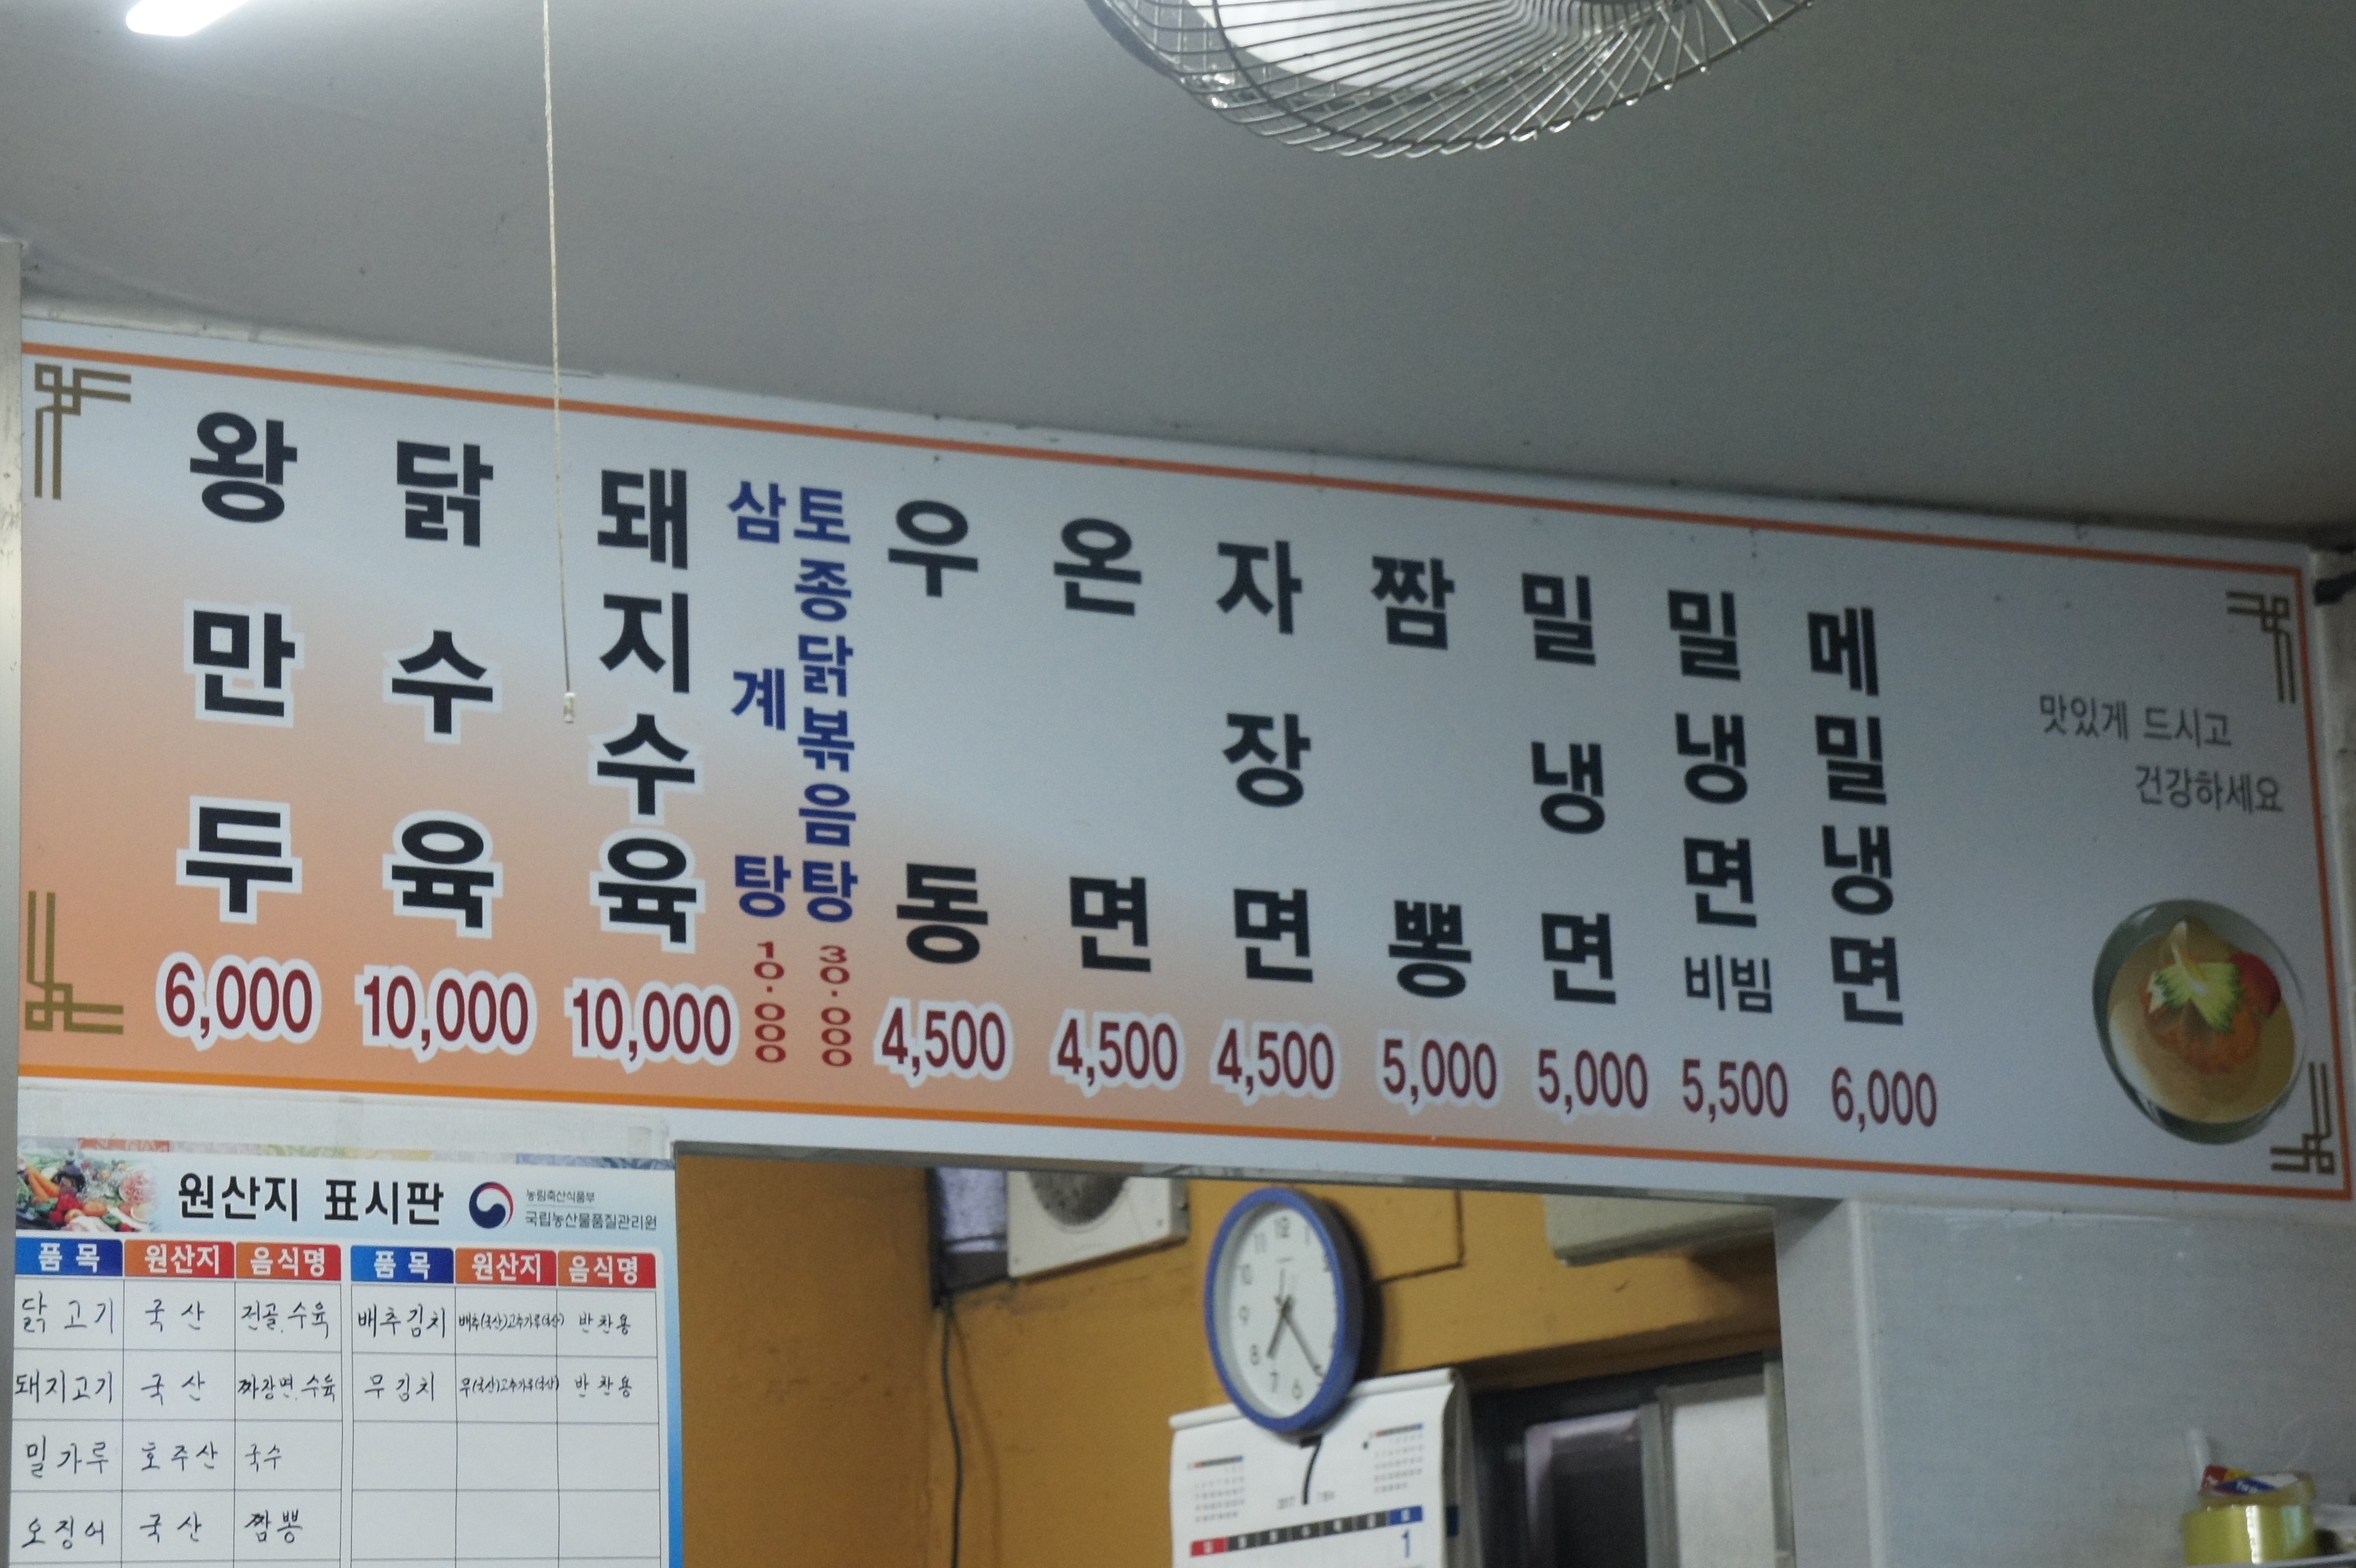 왕만두 6,000
닭수육 10,000
돼지수육 10,000
삼계탕 10.000
토종닭볶음탕 30.000
우동 4,500
온면 4,500
자장면 4,500
짬뽕 5,000
밀냉면 5,000
밀냉면 비빔 5,500
메밀냉면 6,000
맛있게 드시고
건강하세요
원산지 표시판
농림축산식품부
국립농산물품질관리원
품목 원산지 음식명 품목 원산지 음식명
닭고기 국산 전골.수육 배추김치 배추(국산)고추가루(국산) 반찬용
돼지고기 국산 짜장면.수육 무김치 무(국산)고추가루(국산) 반찬용
밀가루 호주산 국수
오징어 국산 짬뽕
12
11
10
9
8
7
6
7
2017
1